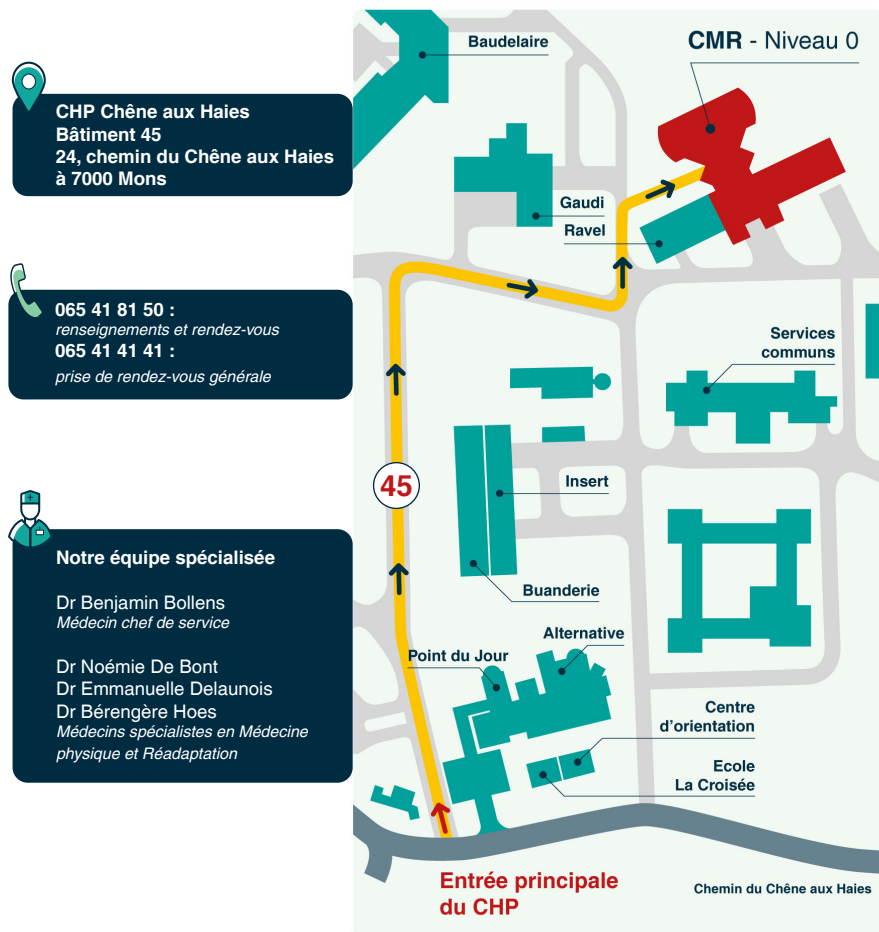 CHP Chêne aux Haies
Bâtiment 45
24, chemin du Chêne aux Haies
à 7000 Mons
065 41 81 50 :
renseignements et rendez-vous
065 41 41 41 :
prise de rendez-vous générale
Notre équipe spécialisée
Dr Benjamin Bollens
Médecin chef de service
Dr Noémie De Bont
Dr Emmanuelle Delaunois
Dr Bérengère Hoes
Médecins spécialistes en Médecine
physique et Réadaptation
Baudelaire
CMR - Niveau 0
Gaudi
Ravel
Services
communs
45
Insert
Buanderie
Alternative
Point du Jour
Centre
d'orientation
Ecole
La Croisée
Entrée principale
du CHP
Chemin du Chêne aux Haies